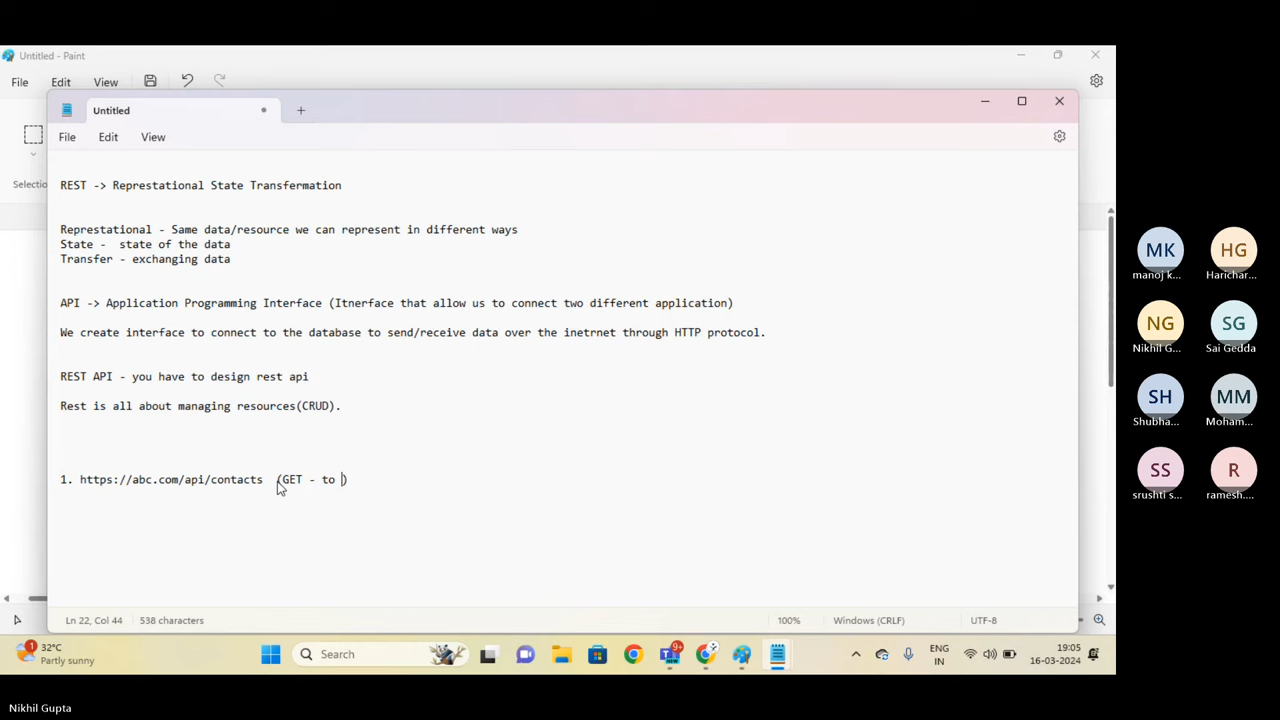 Untitled - Paint
File Edit View
Untitled
File Edit View
Selectio
REST -> Represtational State Transfermation
Represtational - Same data/resource we can represent in different ways
State -  state of the data
Transfer - exchanging data
API -> Application Programming Interface (Itnerface that allow us to connect two different application)
We create interface to connect to the database to send/receive data over the inetrnet through HTTP protocol.
REST API - you have to design rest api
Rest is all about managing resources(CRUD).
1. https://abc.com/api/contacts  (GET - to )
Ln 22, Col 44 538 characters 100% Windows (CRLF) UTF-8
MK HG
manoj k... Harichar...
NG SG
Nikhil G... Sai Gedda
SH MM
Shubha... Moham...
SS R
srushti s... ramesh....
1 32°C
Partly sunny
Search
9+
NEW
ENG
IN
19:05
16-03-2024
Nikhil Gupta